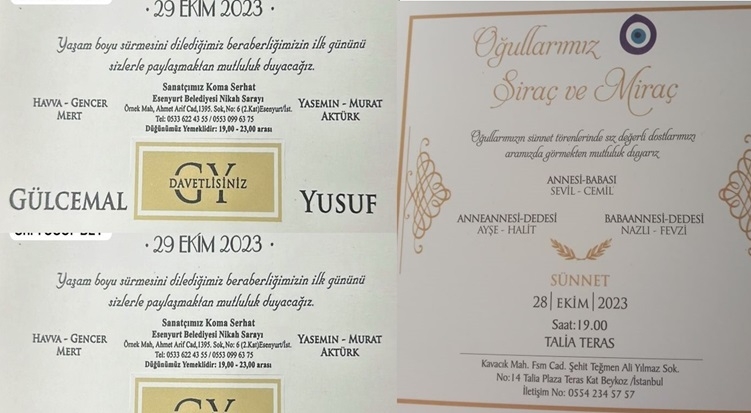 · 29 EKİM 2023 ·
Yaşam boyu sürmesini dilediğimiz beraberliğimizin ilk gününü
sizlerle paylaşmaktan mutluluk duyacağız.
Sanatçımız Koma Serhat
Esenyurt Belediyesi Nikah Sarayı
Örnek Mah, Ahmet Arif Cad,1395. Sok, No: 6 (2.Kat)Esenyurt/İst.
Tel: 0533 622 43 55 / 0553 099 63 75
Düğünümüz Yemeklidir: 19,00 - 23,00 arası
HAVVA - GENCER
MERT
YASEMIN - MURAT
AKTÜRK
GY
DAVETLİSİNİZ
GÜLCEMAL
YUSUF
· 29 EKİM 2023 ·
Yaşam boyu sürmesini dilediğimiz beraberliğimizin ilk gününü
sizlerle paylaşmaktan mutluluk duyacağız.
Sanatçımız Koma Serhat
Esenyurt Belediyesi Nikah Sarayı
Örnek Mah, Ahmet Arif Cad,1395. Sok, No: 6 (2.Kat)Esenyurt/İst.
Tel: 0533 622 43 55 / 0553 099 63 75
Düğünümüz Yemeklidir: 19,00 - 23,00 arası
HAVVA - GENCER
MERT
YASEMIN - MURAT
AKTÜRK
GY
Oğullarımız
Siraç ve Miraç
Oğullarımızın sünnet törenlerinde siz değerli dostlarımızı
aramızda görmekten mutluluk duyarız
ANNESİ-BABASI
SEVİL - CEMİL
ANNEANNESİ-DEDESİ
AYŞE - HALİT
BABAANNESİ-DEDESİ
NAZLI - FEVZİ
SÜNNET
28| EKİM |2023
Saat:19.00
TALİA TERAS
Kavacık Mah. Fsm Cad. Şehit Teğmen Ali Yılmaz Sok.
No:14 Talia Plaza Teras Kat Beykoz /İstanbul
İletişim No: 0554 234 57 57